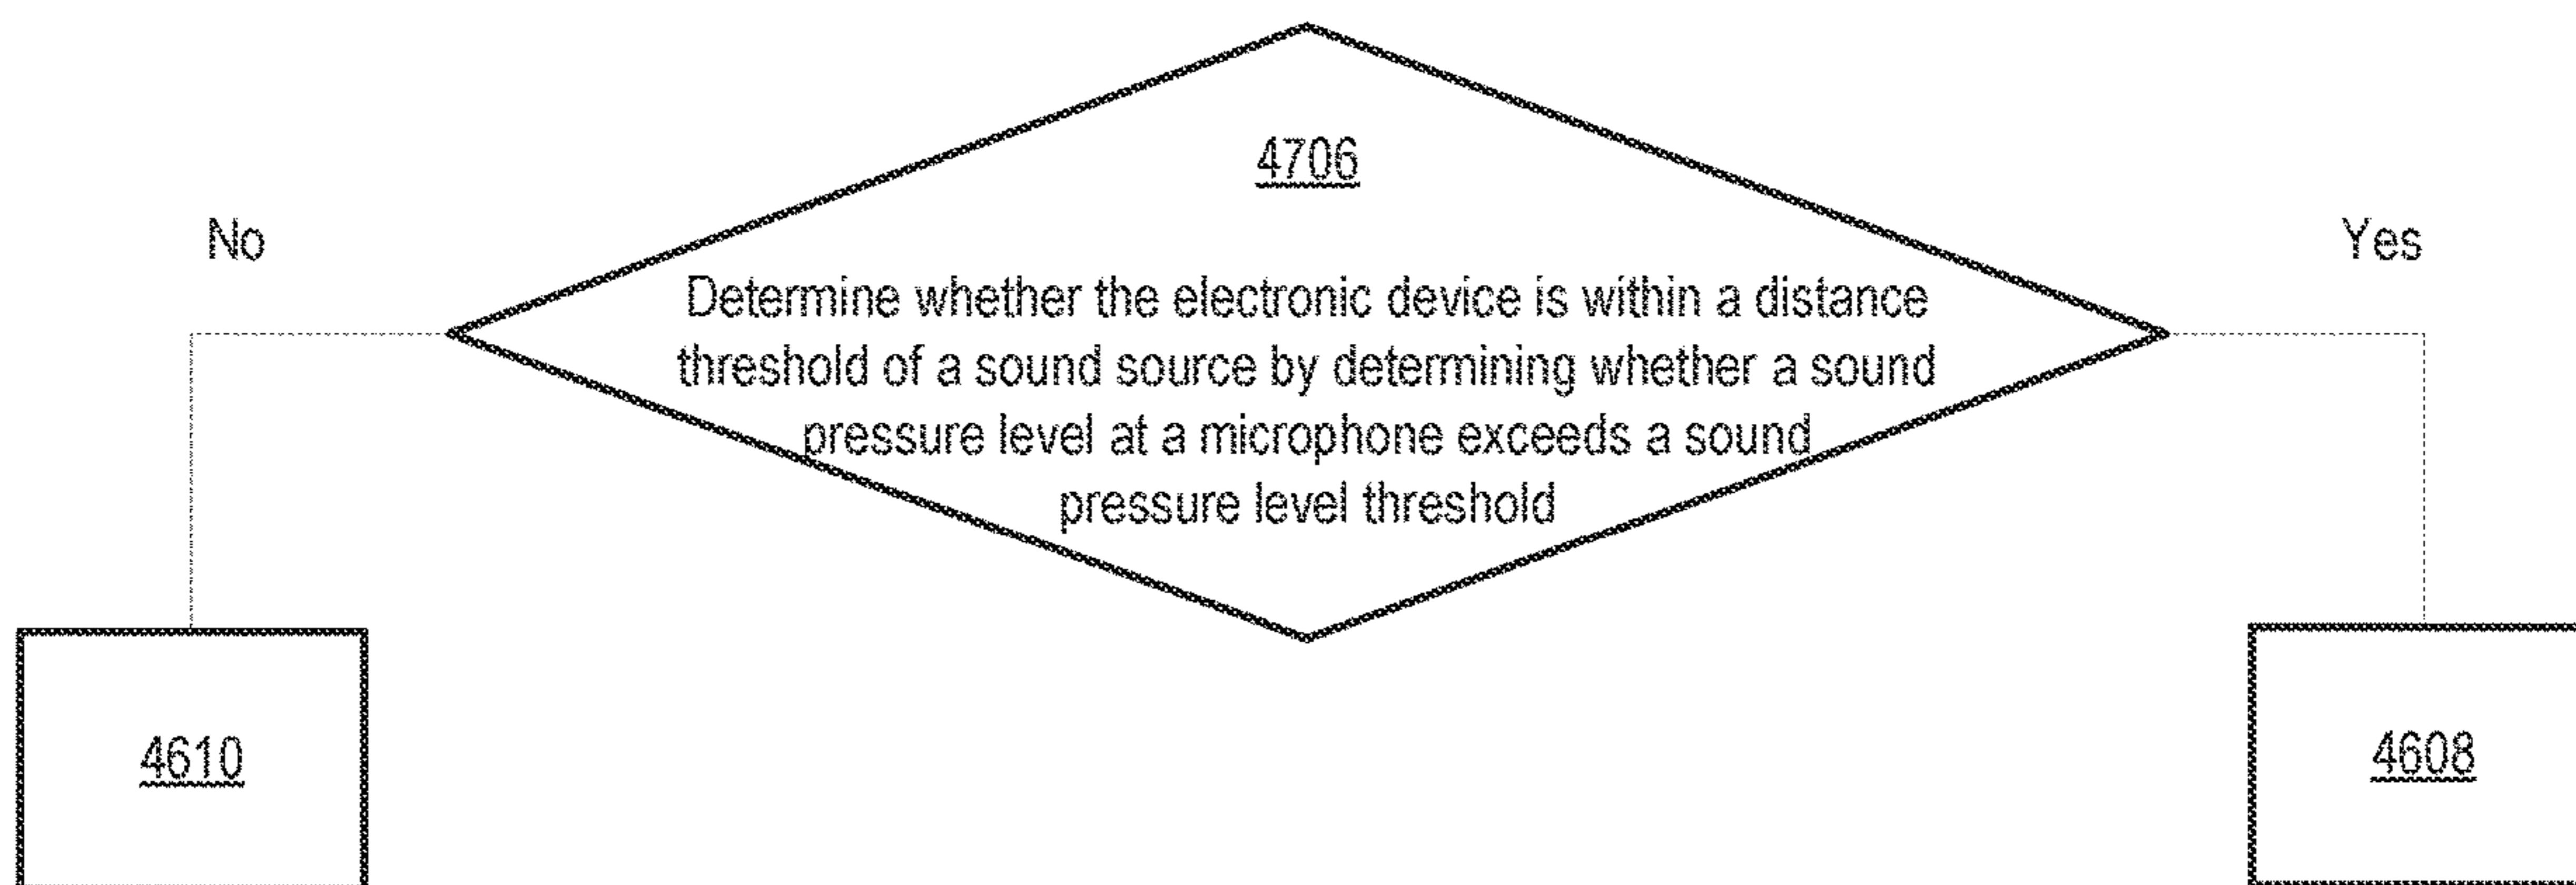 4706
No
Yes
Determine whether the electronic device is within a distance
threshold of a sound source by determining whether a sound
pressure level at a microphone exceeds a sound
pressure level threshold
4610
4608